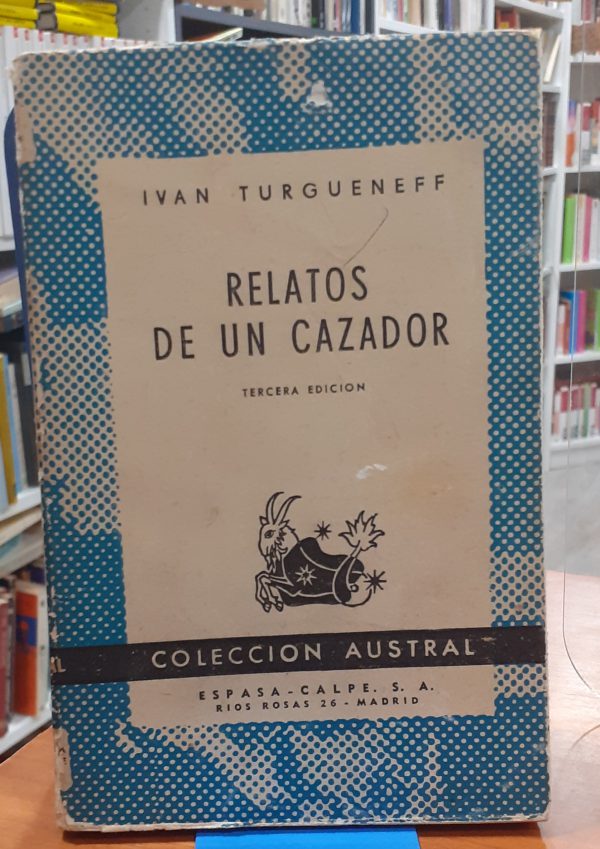 IVAN TURGUENEFF
RELATOS
DE UN CAZADOR
TERCERA EDICION
COLECCION AUSTRAL
ESPASA-CALPE, S. A.
RIOS ROSAS 26 - MADRID